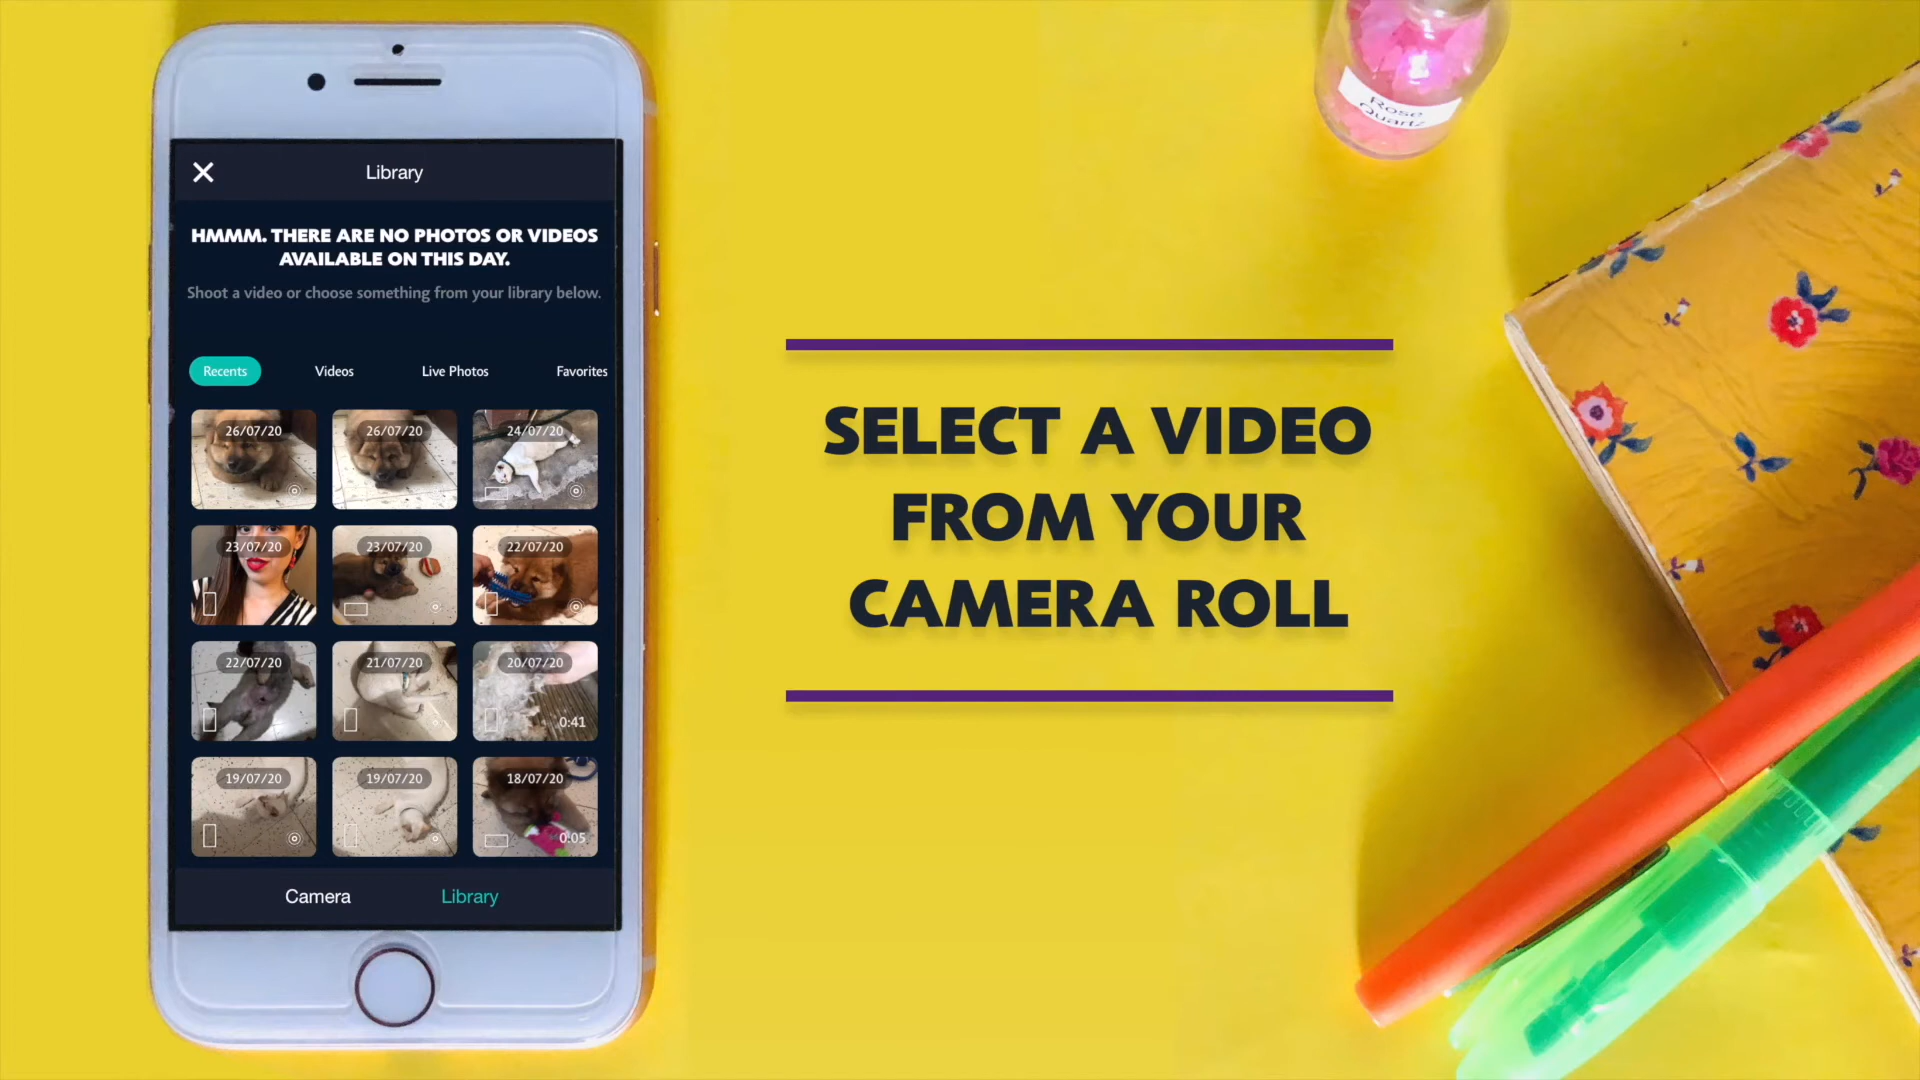 Library
HMMM. THERE ARE NO PHOTOS OR VIDEOS
AVAILABLE ON THIS DAY.
Shoot a video or choose something from your library below.
Recents Videos Live Photos Favorites
26/07/20 26/07/20 24/07/20
23/07/20 23/07/20 22/07/20
22/07/20 21/07/20 20/07/20
0:41
19/07/20 19/07/20 18/07/20
0:05
Camera Library
SELECT A VIDEO
FROM YOUR
CAMERA ROLL
Rose
Quartz